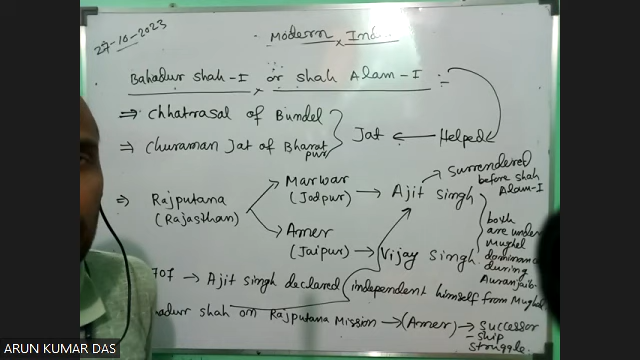 27-10-2023
Modern Ind
Bahadur Shah-I or Shah Alam-I :-
⇒ Chhatrasal of Bundel
⇒ Churaman Jat of Bharatpur
Jat ← Helped
⇒ Rajputana (Rajasthan)
Marwar (Jodpur) → Ajit Singh
Surrendered before Shah Alam-I
Amer (Jaipur) → Vijay Singh
both are under mughel dominance during Auranjaib.
707 → Ajit Singh declared independent himself from Mughal
adur Shah on Rajputana Mission → (Amer) → Successor-ship struggle.
ARUN KUMAR DAS